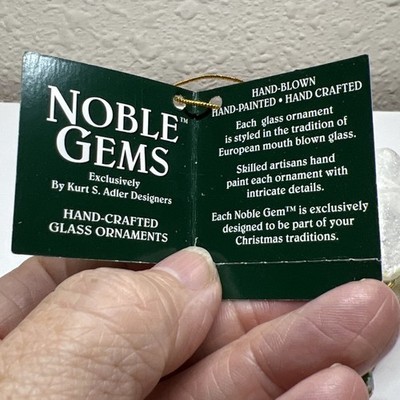 NOBLE™
GEMS
Exclusively
By Kurt S. Adler Designers
HAND-CRAFTED
GLASS ORNAMENTS
HAND-BLOWN
HAND-PAINTED • HAND CRAFTED
Each glass ornament
is styled in the tradition of
European mouth blown glass.
Skilled artisans hand
paint each ornament with
intricate details.
Each Noble Gem™ is exclusively
designed to be part of your
Christmas traditions.